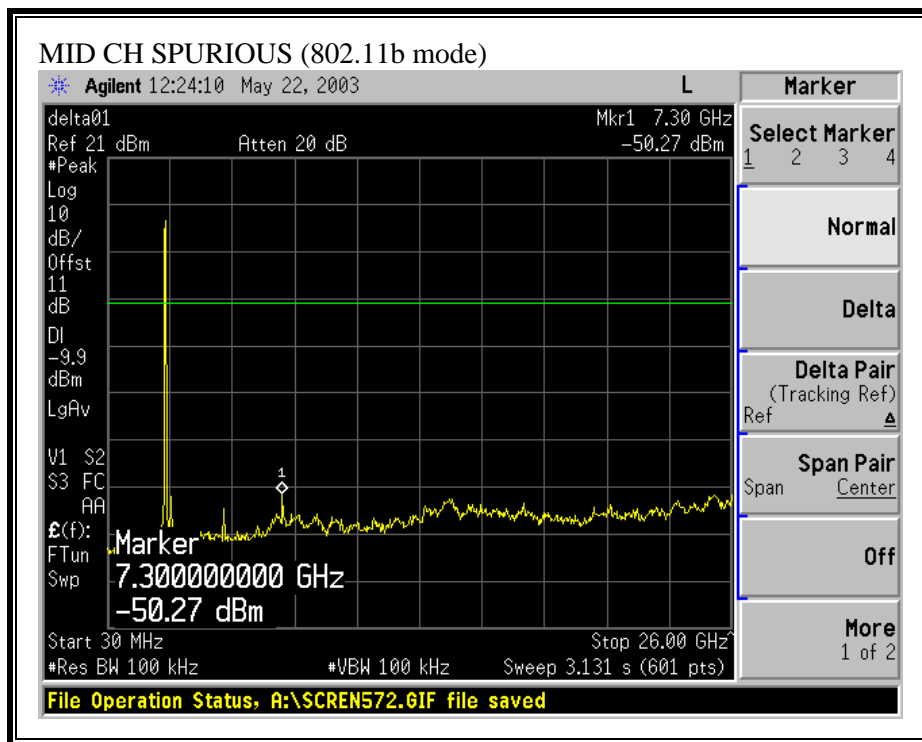 MID CH SPURIOUS (802.11b mode)
Agilent 12:24:10 May 22, 2003 L
delta01 Mkr1 7.30 GHz
Ref 21 dBm Atten 20 dB -50.27 dBm
#Peak
Log
10
dB/
Offst
11
dB
DI
-9.9
dBm
LgAv
V1 S2
S3 FC
AA
£(f):
FTun
Swp
1
Marker
7.300000000 GHz
-50.27 dBm
Start 30 MHz Stop 26.00 GHz^
#Res BW 100 kHz #VBW 100 kHz Sweep 3.131 s (601 pts)
File Operation Status, A:\SCREN572.GIF file saved
Marker
Select Marker
1 2 3 4
Normal
Delta
Delta Pair
(Tracking Ref)
Ref Δ
Span Pair
Span Center
Off
More
1 of 2